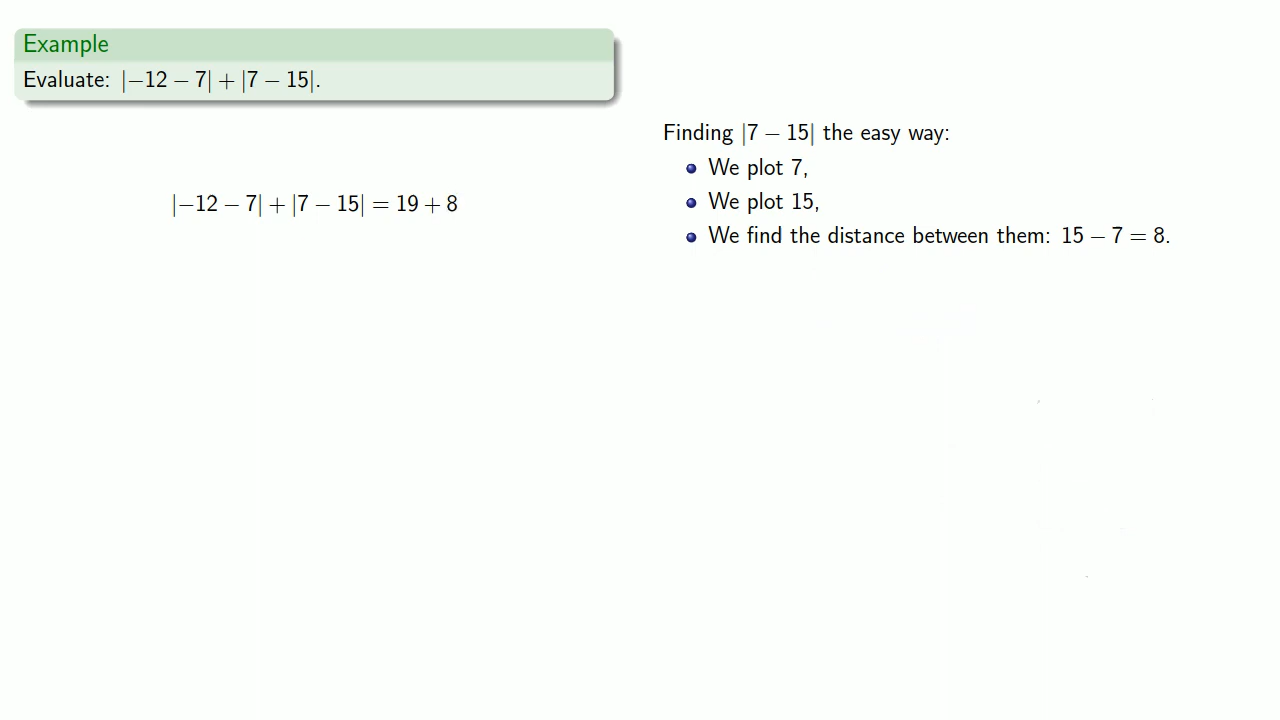 Example
Evaluate: |−12 − 7| + |7 − 15|.
Finding |7 − 15| the easy way:
We plot 7,
|−12 − 7| + |7 − 15| = 19 + 8
We plot 15,
We find the distance between them: 15 − 7 = 8.